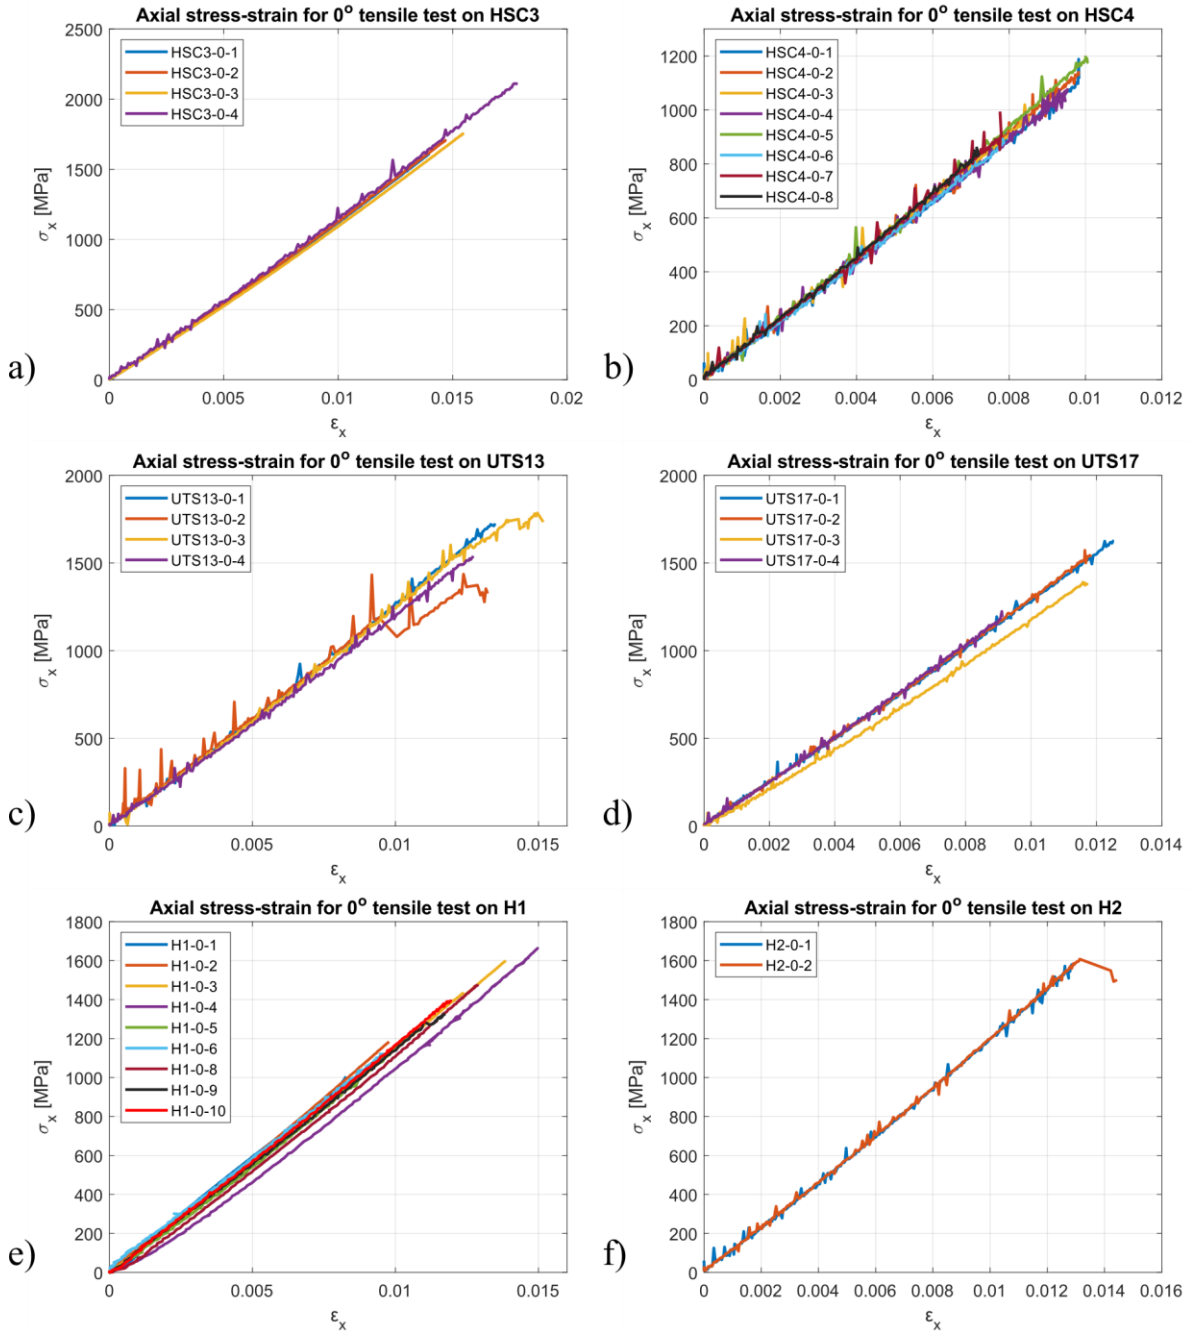 Axial stress-strain for 0° tensile test on HSC3
2500
2000
1500
1000
500
0
σx [MPa]
HSC3-0-1
HSC3-0-2
HSC3-0-3
HSC3-0-4
0
0.005
0.01
0.015
0.02
εx
a)
Axial stress-strain for 0° tensile test on HSC4
1200
1000
800
600
400
200
0
σx [MPa]
HSC4-0-1
HSC4-0-2
HSC4-0-3
HSC4-0-4
HSC4-0-5
HSC4-0-6
HSC4-0-7
HSC4-0-8
0
0.002
0.004
0.006
0.008
0.01
0.012
εx
b)
Axial stress-strain for 0° tensile test on UTS13
2000
1500
1000
500
0
σx [MPa]
UTS13-0-1
UTS13-0-2
UTS13-0-3
UTS13-0-4
0
0.005
0.01
0.015
εx
c)
Axial stress-strain for 0° tensile test on UTS17
2000
1500
1000
500
0
σx [MPa]
UTS17-0-1
UTS17-0-2
UTS17-0-3
UTS17-0-4
0
0.002
0.004
0.006
0.008
0.01
0.012
0.014
εx
d)
Axial stress-strain for 0° tensile test on H1
1800
1600
1400
1200
1000
800
600
400
200
0
σx [MPa]
H1-0-1
H1-0-2
H1-0-3
H1-0-4
H1-0-5
H1-0-6
H1-0-8
H1-0-9
H1-0-10
0
0.005
0.01
0.015
εx
e)
Axial stress-strain for 0° tensile test on H2
1800
1600
1400
1200
1000
800
600
400
200
0
σx [MPa]
H2-0-1
H2-0-2
0
0.002
0.004
0.006
0.008
0.01
0.012
0.014
0.016
εx
f)